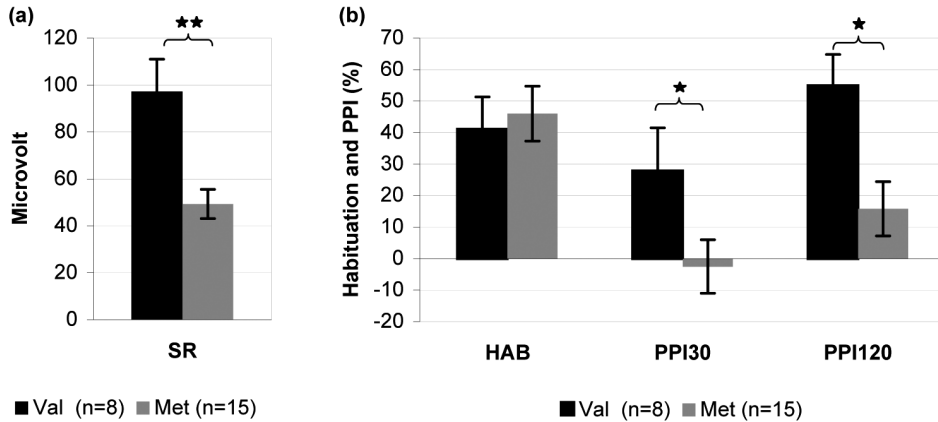 (a)
★★
120
100
80
60
40
20
0
Microvolt
SR
■ Val (n=8) ■ Met (n=15)
(b)
70
60
50
40
30
20
10
0
-10
-20
Habituation and PPI (%)
★
★
HAB PPI30 PPI120
■ Val (n=8) ■ Met (n=15)